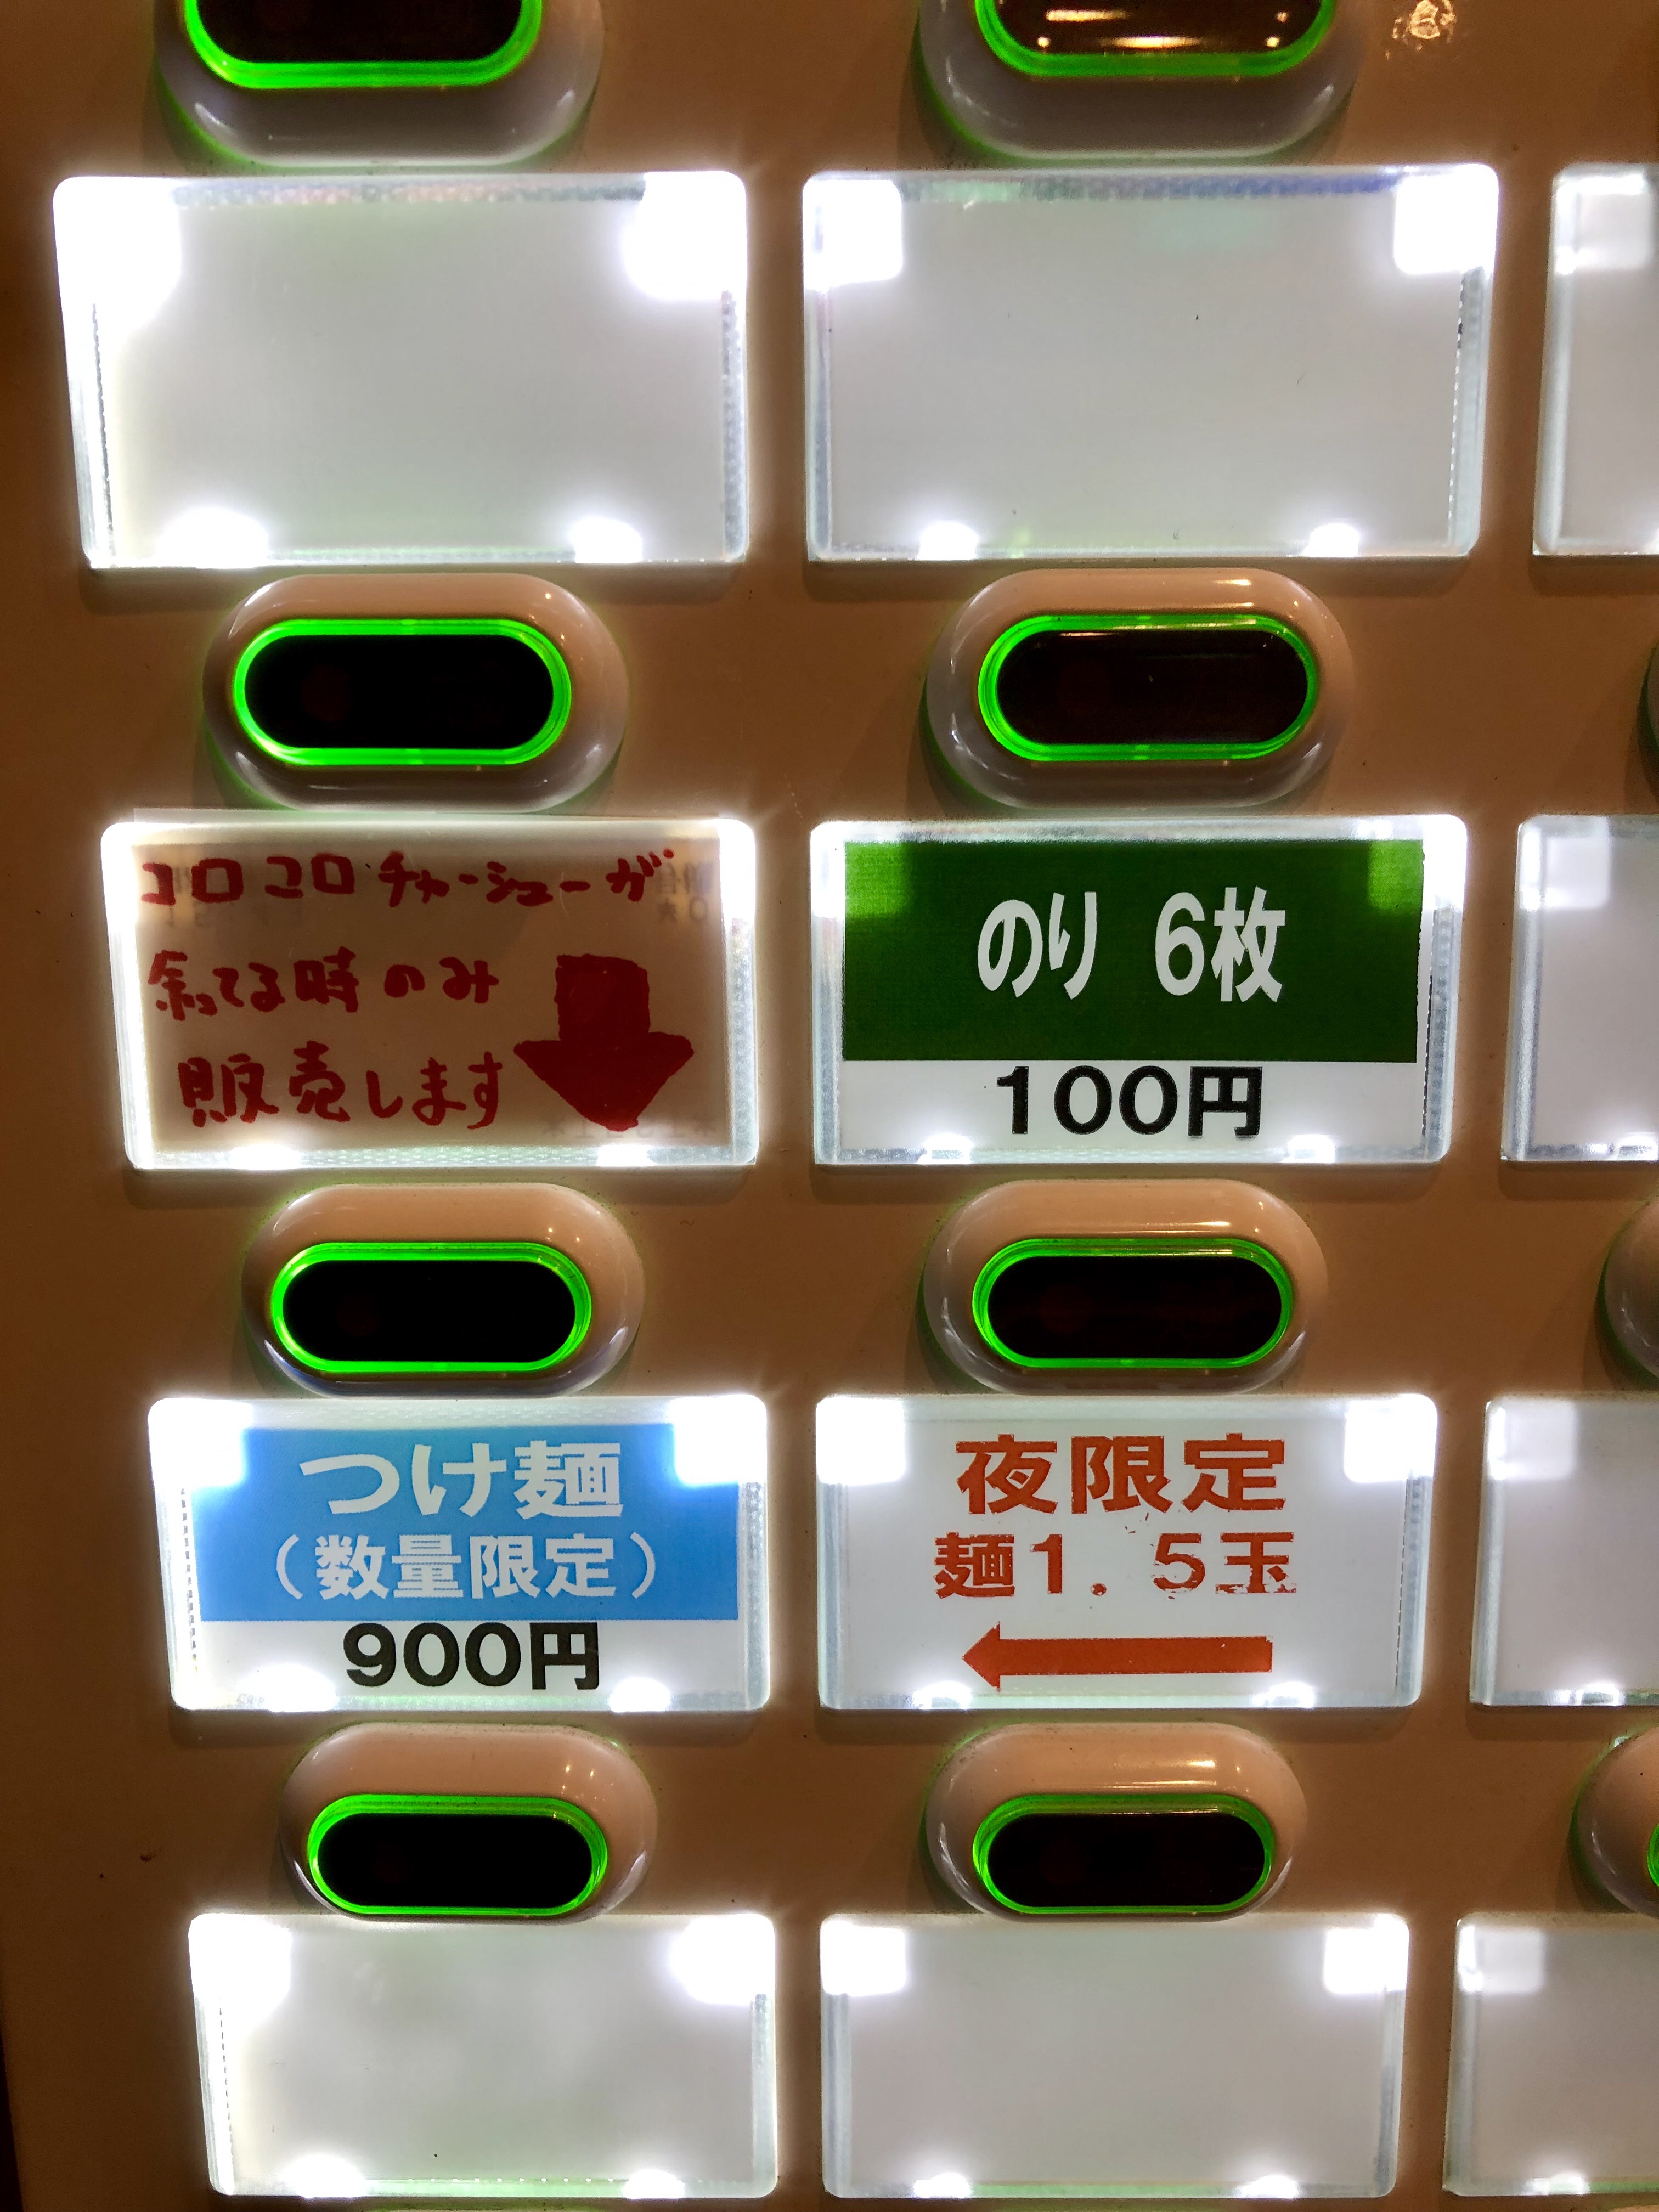 コロコロチャーシューが
余ってる時のみ
販売します
のり 6枚
100円
つけ麺
(数量限定)
900円
夜限定
麺1.5玉